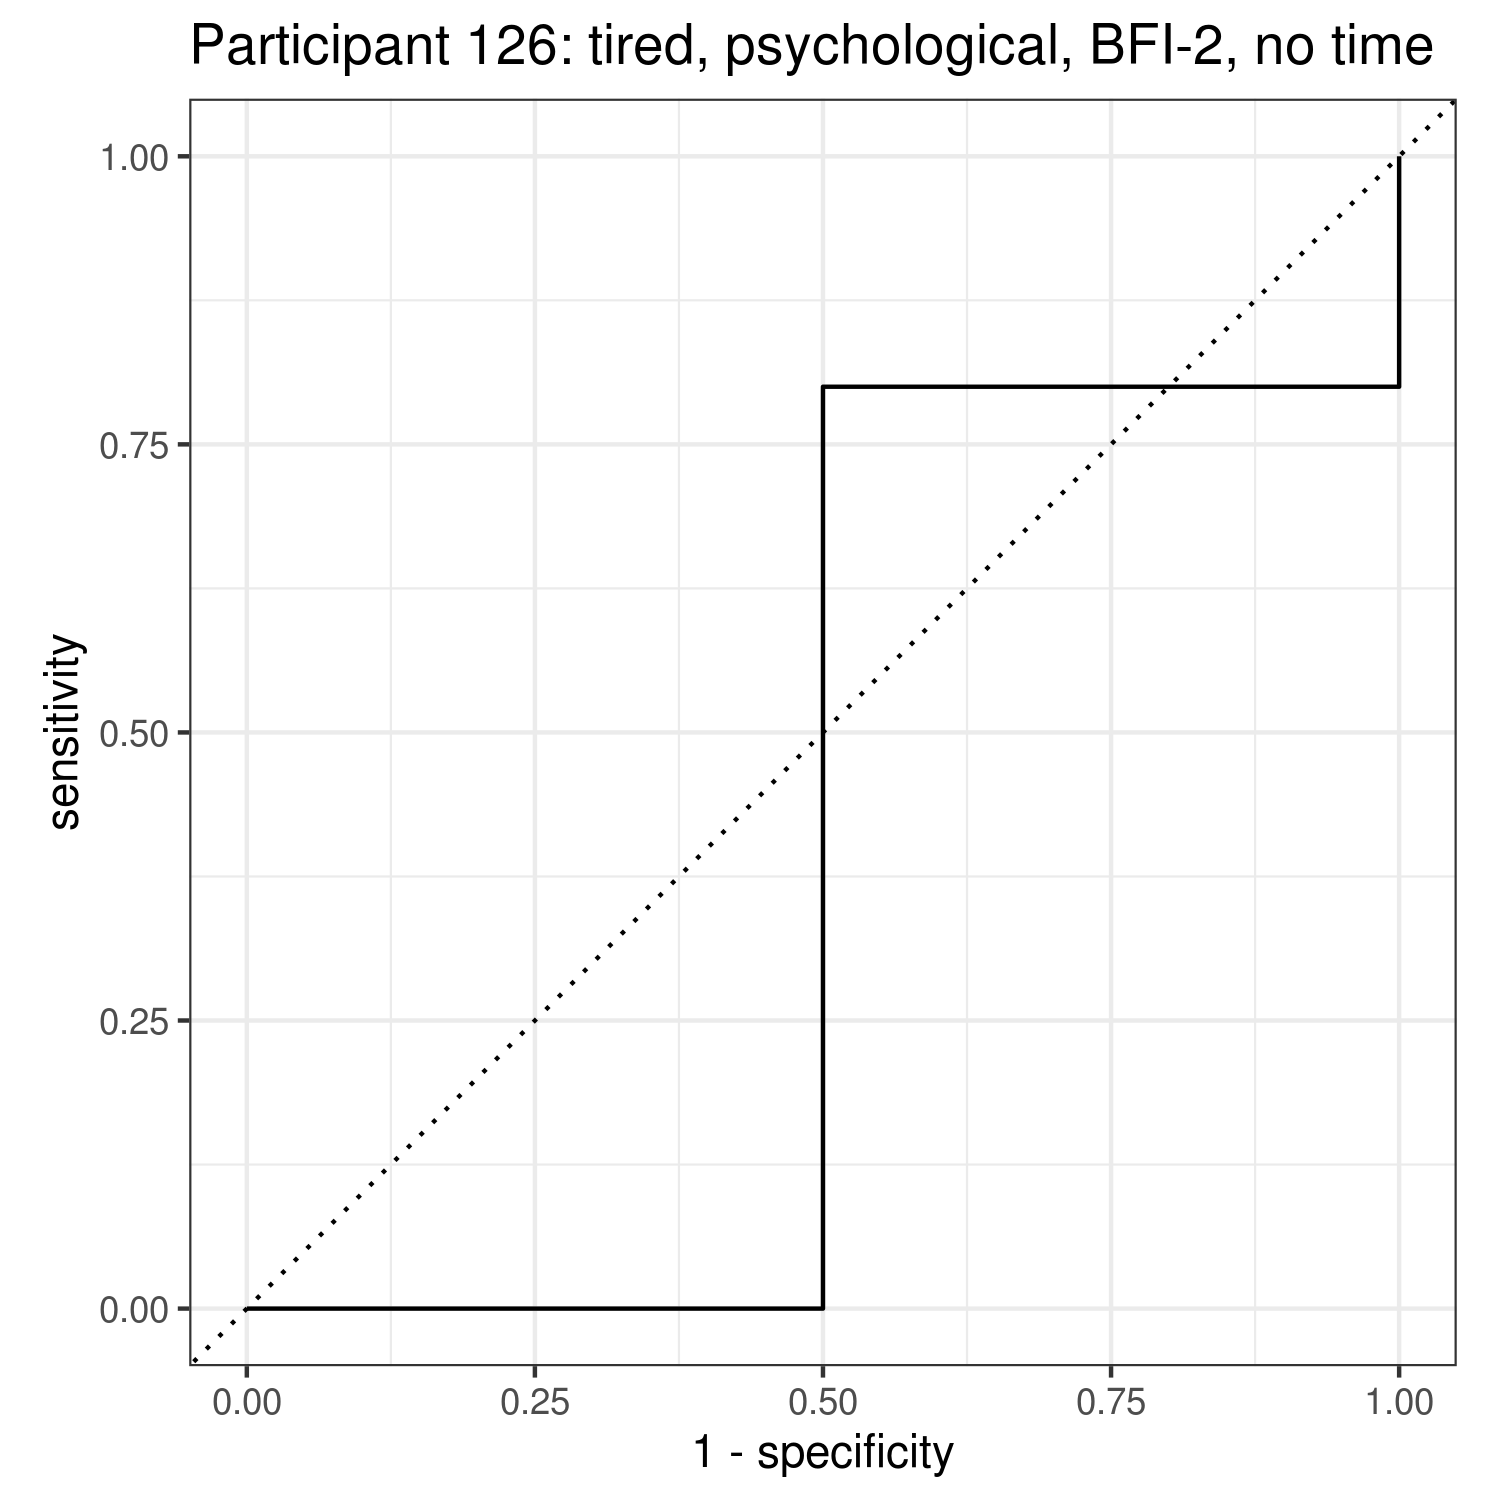 Participant 126: tired, psychological, BFI-2, no time
1.00
0.75
0.50
0.25
0.00
sensitivity
0.00 0.25 0.50 0.75 1.00
1 - specificity